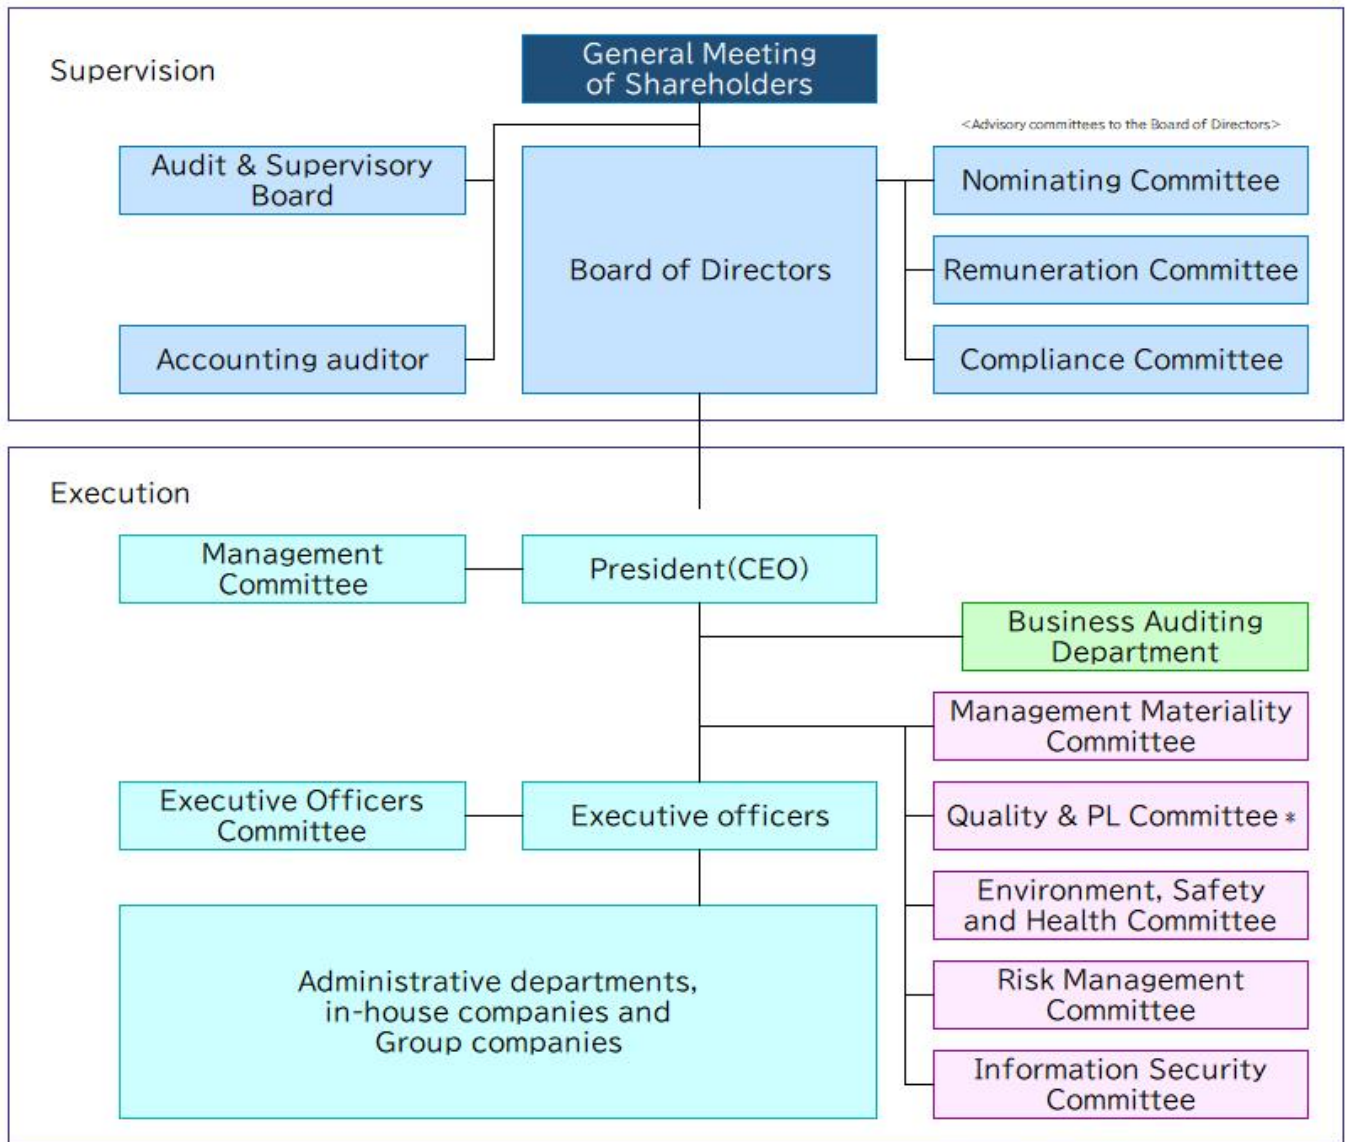 Supervision
General Meeting
of Shareholders
<Advisory committees to the Board of Directors>
Audit & Supervisory
Board
Board of Directors
Nominating Committee
Remuneration Committee
Accounting auditor
Compliance Committee
Execution
Management
Committee
President(CEO)
Business Auditing
Department
Management Materiality
Committee
Executive Officers
Committee
Executive officers
Quality & PL Committee *
Environment, Safety
and Health Committee
Administrative departments,
in-house companies and
Group companies
Risk Management
Committee
Information Security
Committee